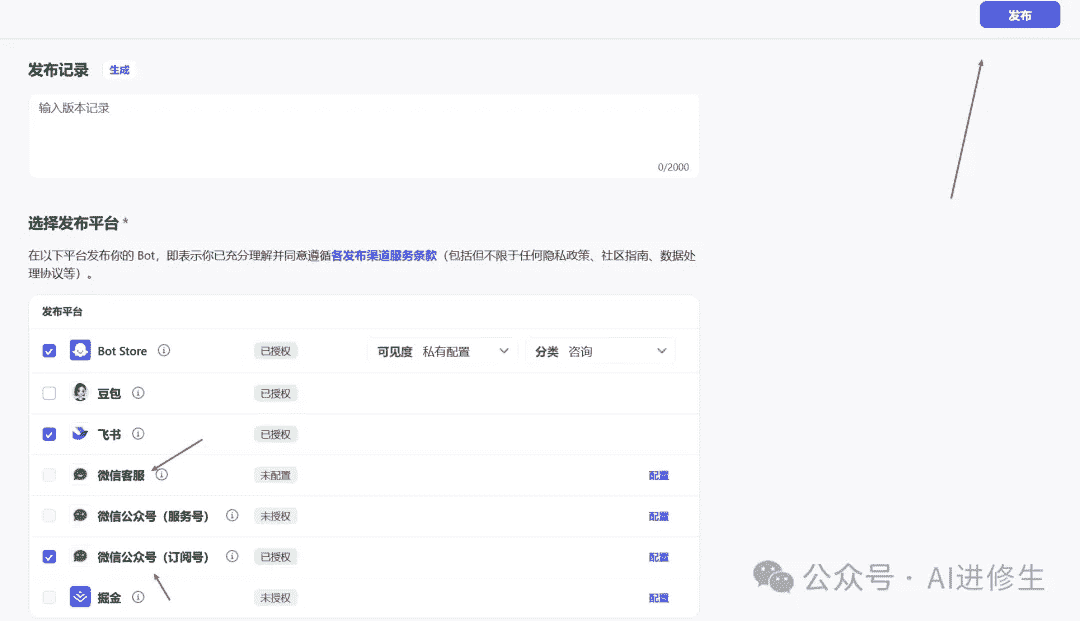 发布
发布记录 生成
输入版本记录
0/2000
选择发布平台 *
在以下平台发布你的 Bot，即表示你已充分理解并同意遵循各发布渠道服务条款（包括但不限于任何隐私政策、社区指南、数据处
理协议等）。
发布平台
Bot Store 已授权 可见度 私有配置 分类 咨询
豆包 已授权
飞书 已授权
微信客服 未配置 配置
微信公众号（服务号） 未授权 配置
微信公众号（订阅号） 已授权 配置
掘金 未授权 配置
公众号 · AI进修生